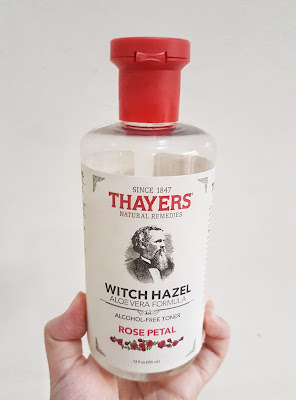 SINCE 1847
THAYERS
NATURAL REMEDIES
WITCH HAZEL
ALOE VERA FORMULA
ALCOHOL-FREE TONER
ROSE PETAL